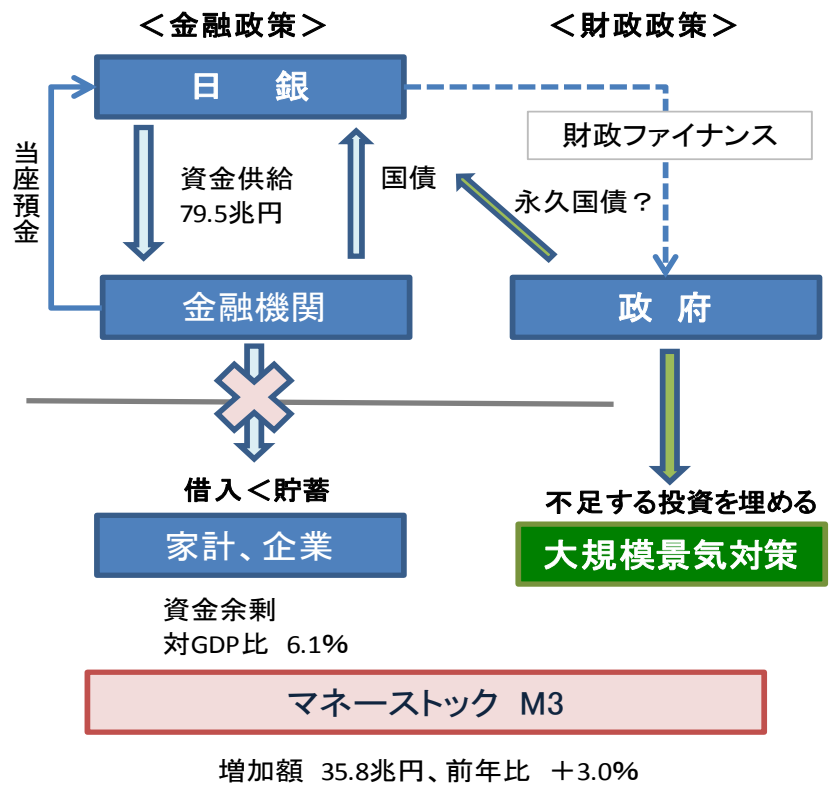 ＜金融政策＞
＜財政政策＞
日　銀
財政ファイナンス
当座預金
資金供給
79.5兆円
国債
永久国債？
金融機関
政　府
借入＜貯蓄
不足する投資を埋める
家計、企業
大規模景気対策
資金余剰
対GDP比　6.1%
マネーストック　M3
増加額　35.8兆円、前年比　＋3.0%